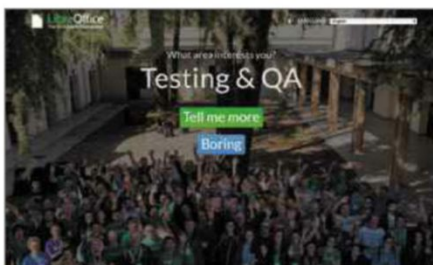 LibreOffice
What area interests you?
Testing & QA
Tell me more
Boring